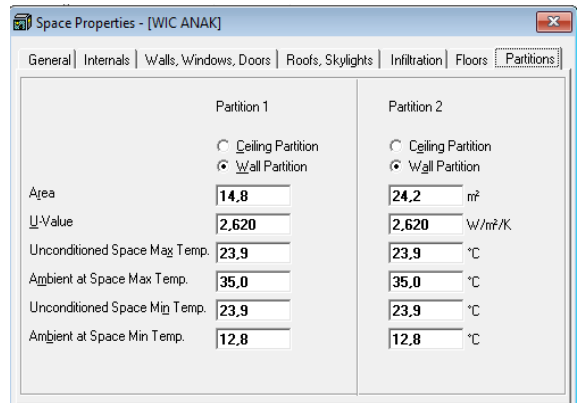 Space Properties - [WIC ANAK]
General Internals Walls, Windows, Doors Roofs, Skylights Infiltration Floors Partitions
Partition 1 Partition 2
Ceiling Partition Ceiling Partition
Wall Partition Wall Partition
Area 14,8 24,2 m²
U-Value 2,620 2,620 W/m²/K
Unconditioned Space Max Temp. 23,9 23,9 °C
Ambient at Space Max Temp. 35,0 35,0 °C
Unconditioned Space Min Temp. 23,9 23,9 °C
Ambient at Space Min Temp. 12,8 12,8 °C